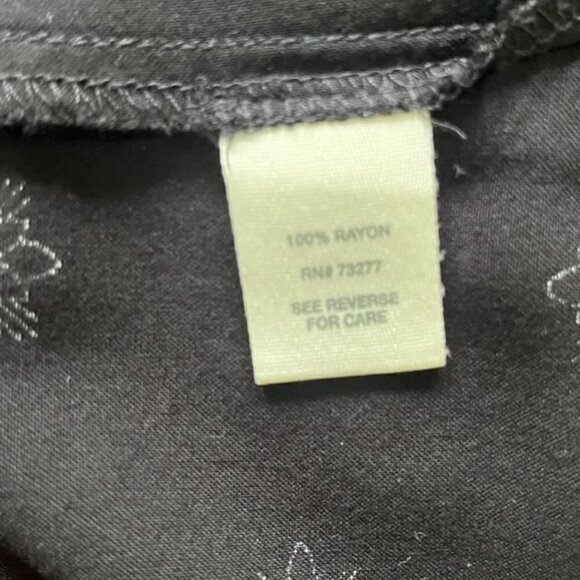 100% RAYON
RN# 73277
SEE REVERSE
FOR CARE